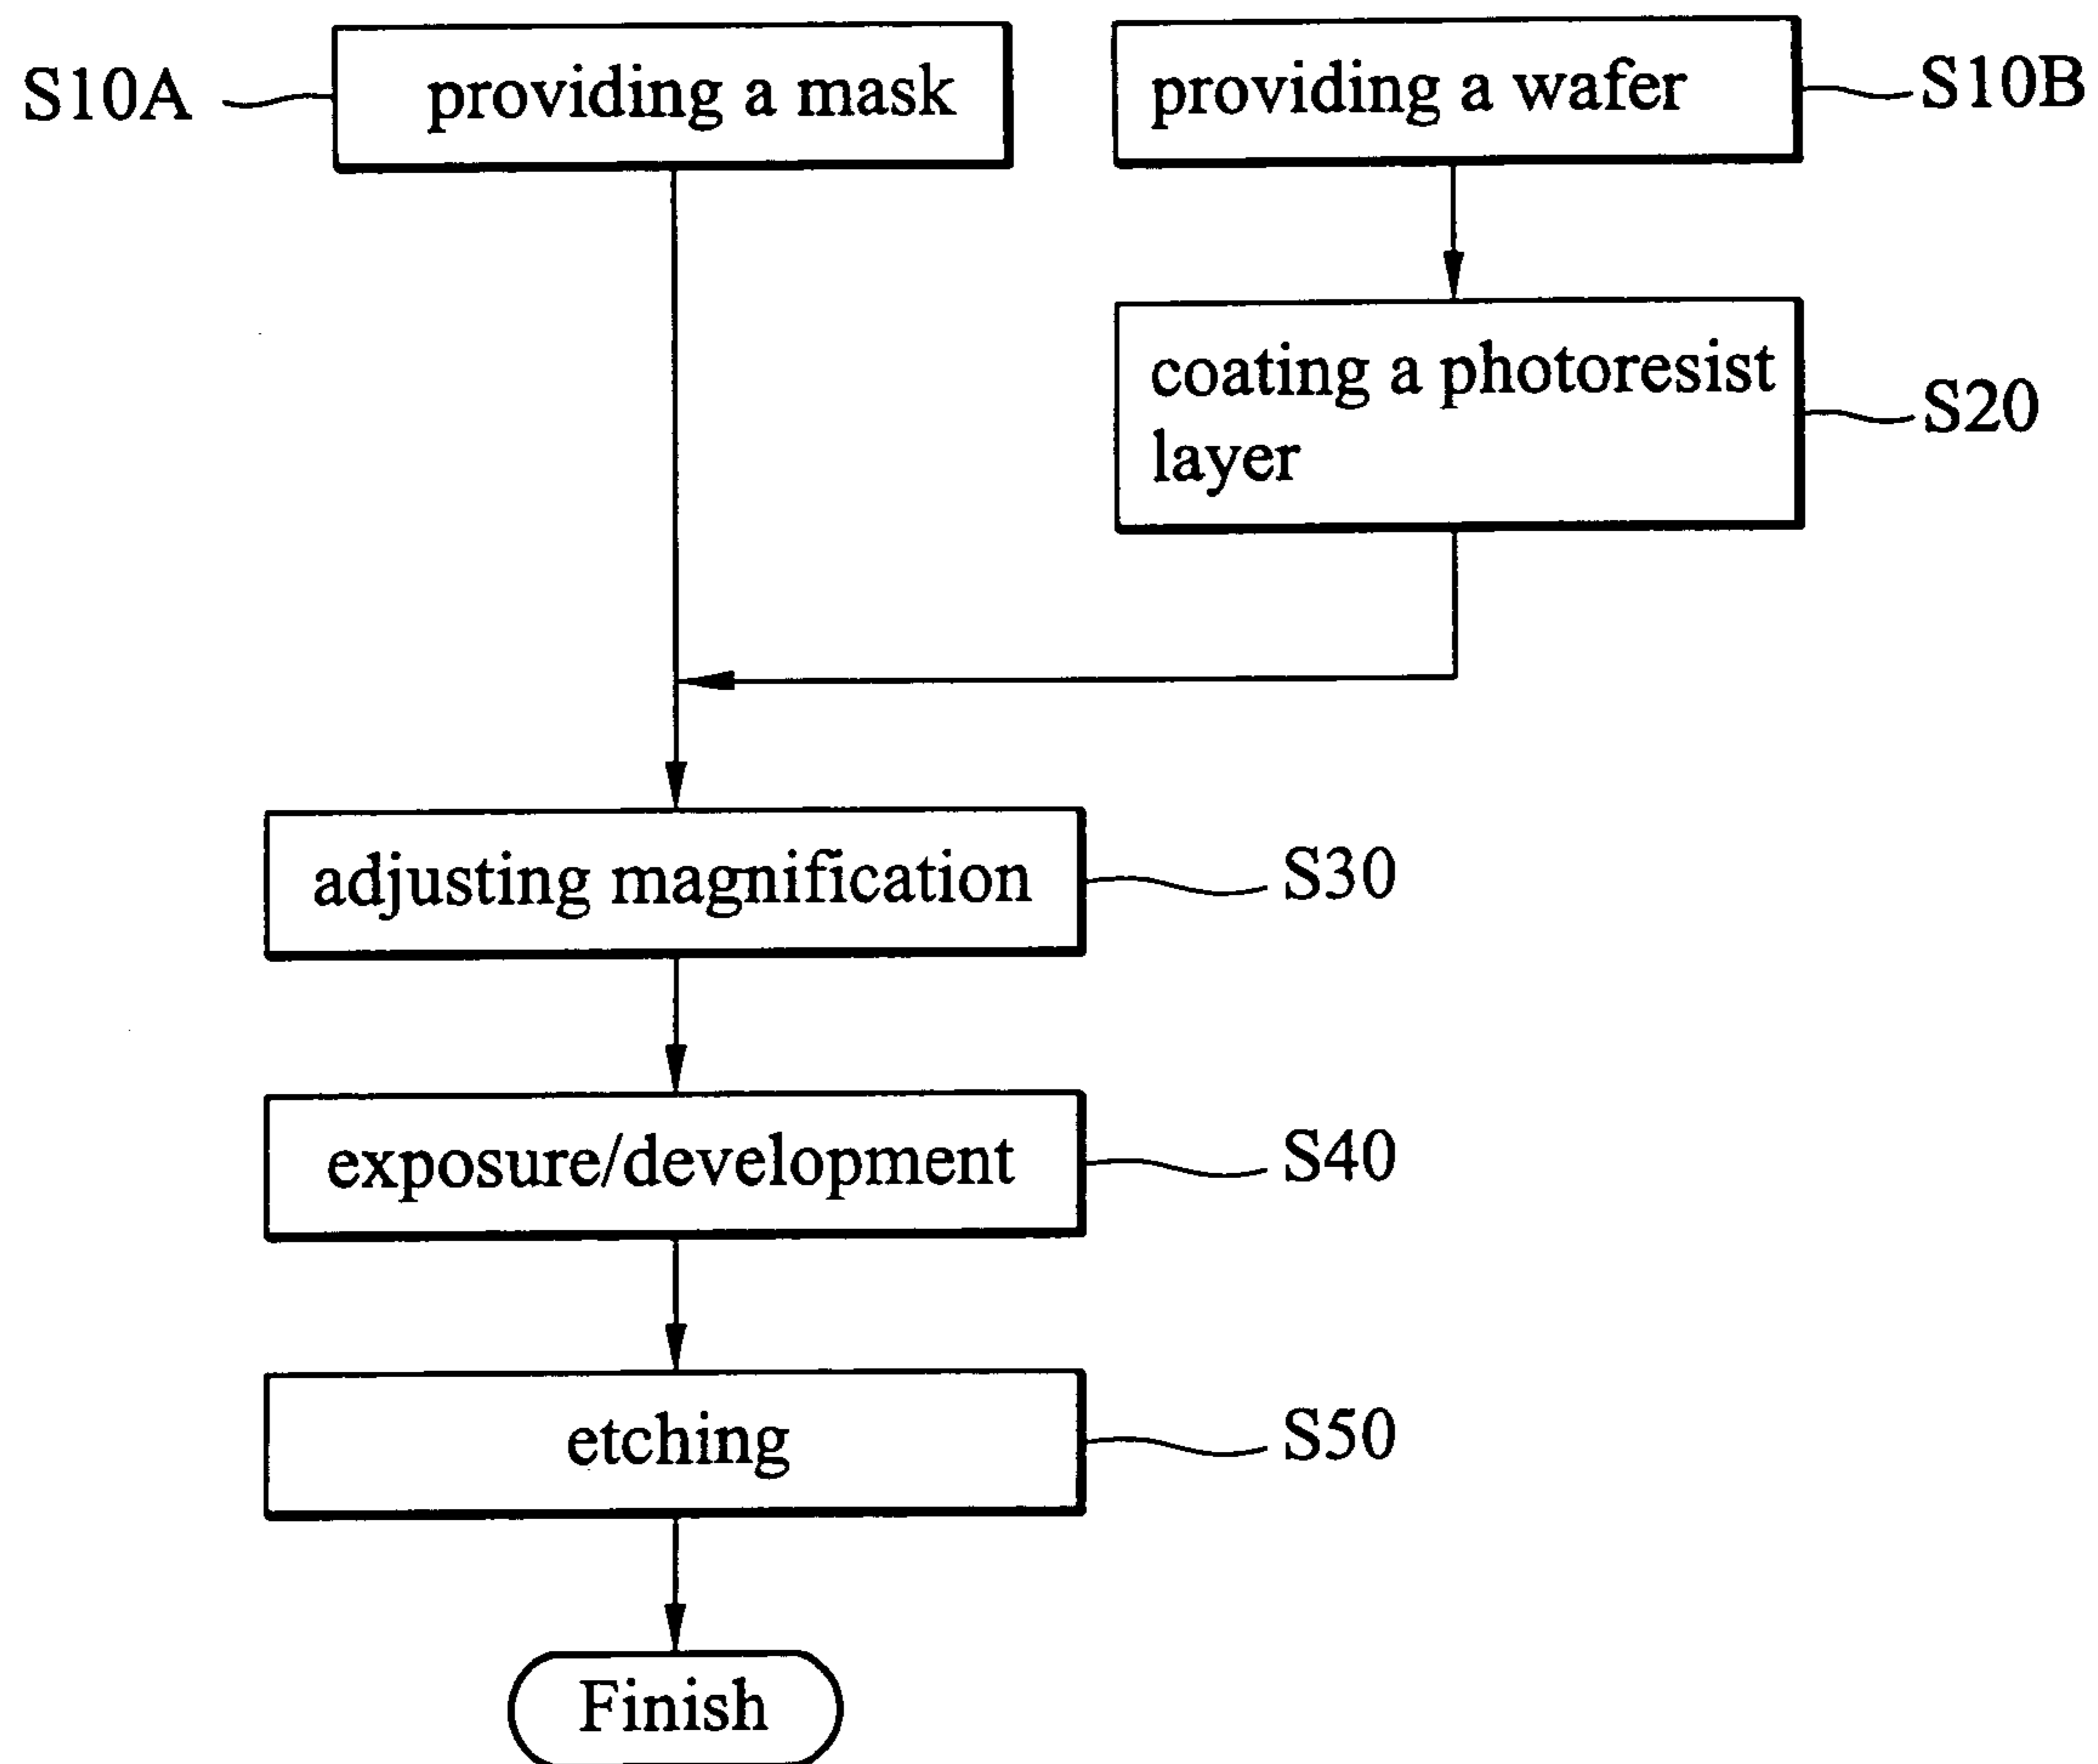 S10A
providing a mask
providing a wafer
S10B
coating a photoresist
layer
S20
adjusting magnification
S30
exposure/development
S40
etching
S50
Finish